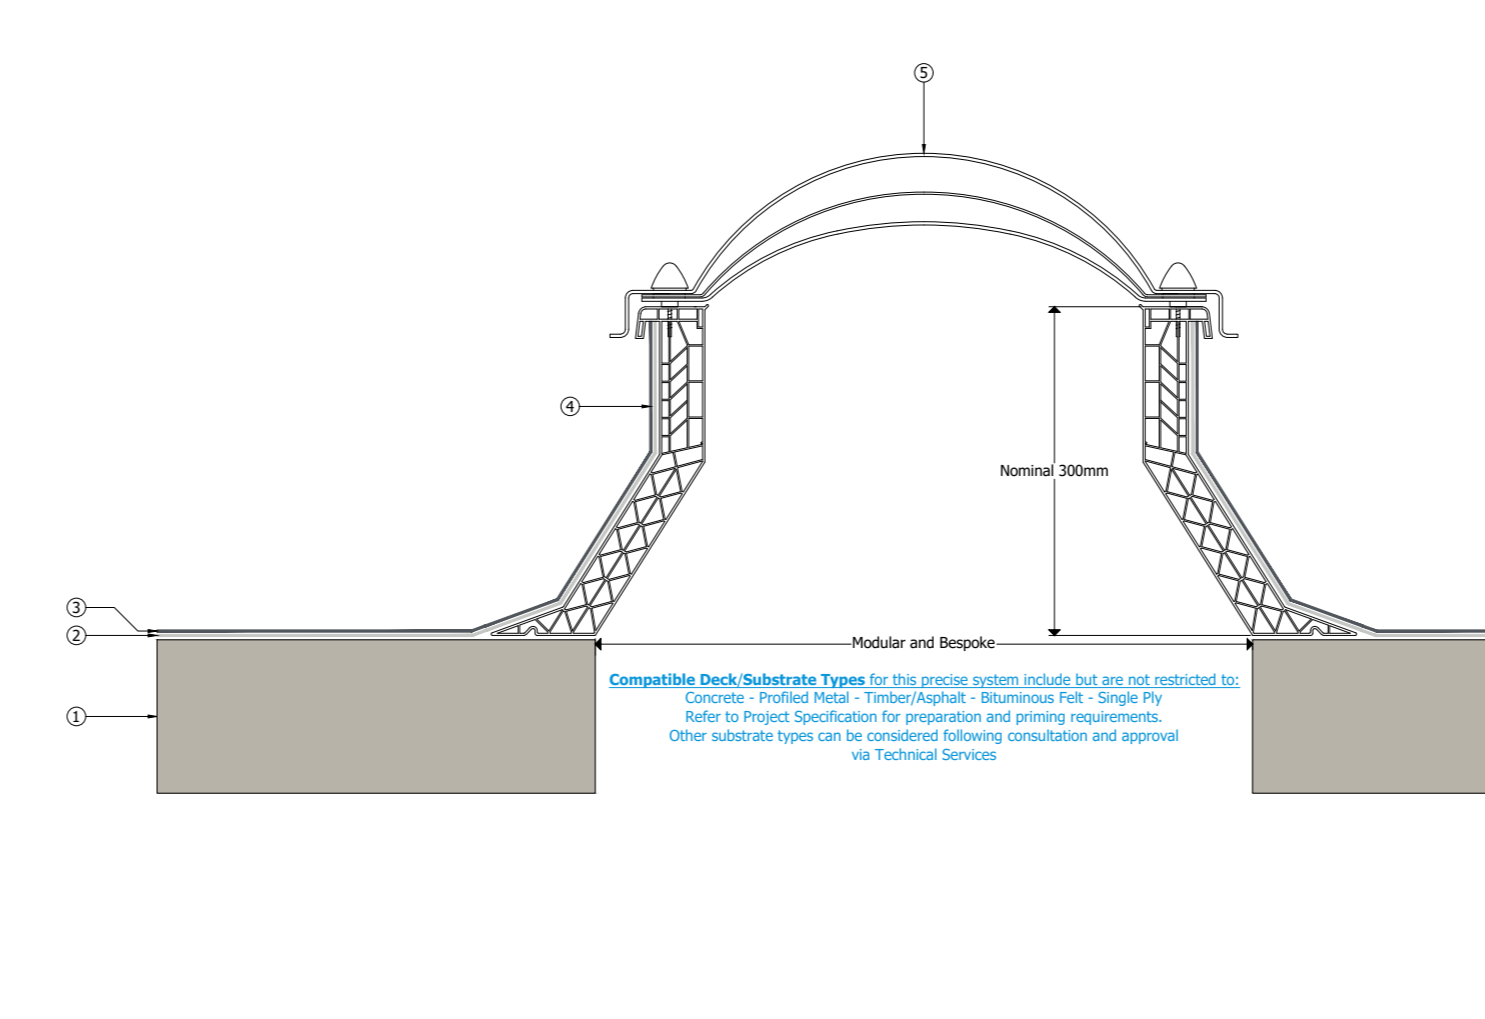 5
4
Nominal 300mm
3
2
Modular and Bespoke
Compatible Deck/Substrate Types for this precise system include but are not restricted to:
Concrete - Profiled Metal - Timber/Asphalt - Bituminous Felt - Single Ply
1
Refer to Project Specification for preparation and priming requirements.
Other substrate types can be considered following consultation and approval
via Technical Services